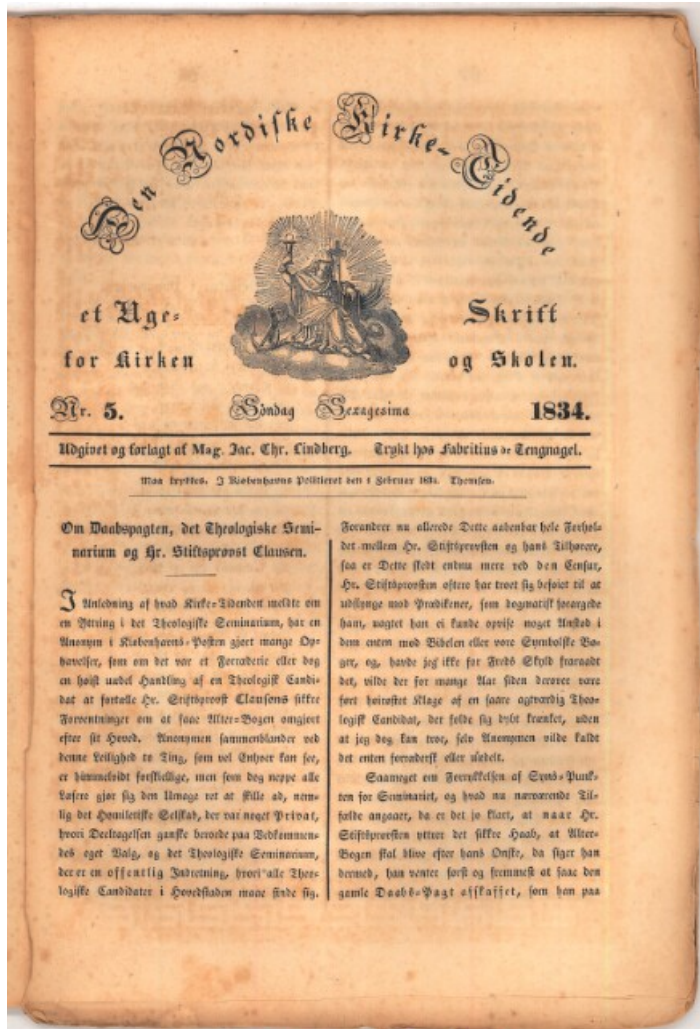 Den Nordiske Kirke-Tidende
et Uge-Skrift
for Kirken og Skolen.
Nr. 5. Söndag Sexagesima 1834.
Udgivet og forlagt af Mag. Jac. Chr. Lindberg. Trykt hos Fabritius de Tengnagel.
Maa trykkes. I Kiøbenhavns Politieret den 1 Februar 1834. Thomsen.
Om Daabspagten, det Theologiske Semi-
narium og Hr. Stiftsprovst Clausen.
I Anledning af hvad Kirke-Tidenden meldte om
en Yttring i det Theologiske Seminarium, har en
Anonym i Kiøbenhavns-Posten gjort mange Op-
hævelser, som om det var et Forræderie eller dog
en høist uædel Handling af en Theologisk Candi-
dat at fortælle Hr. Stiftsprovst Clausens sikkre
Forventninger om at faae Alter-Bogen omgjort
efter sit Hoved. Anonymen sammenblander ved
denne Leilighed to Ting, som vel Enhver kan see,
er himmelvidt forskiellige, men som dog neppe alle
Læsere gjør sig den Umage ret at skille ad, nem-
lig det Homiletiske Selskab, der var noget Privat,
hvori Deeltagelsen ganske beroede paa Vedkommen-
des eget Valg, og det Theologiske Seminarium,
der er en offentlig Indretning, hvori alle Theo-
logiske Candidater i Hovedstaden maae finde sig.
Forandrer nu allerede Dette aabenbar hele Forhol-
det mellem Hr. Stiftsprovsten og hans Tilhørere,
saa er Dette skedt endnu mere ved den Censur,
Hr. Stiftsprovsten oftere har troet sig beføiet til at
udslynge mod Prædikener, som dogmatisk forargede
ham, uagtet han ei kunde opvise noget Anstød i
dem enten mod Bibelen eller vore Symbolske Bø-
ger, og, havde jeg ikke for Freds Skyld fraraadt
det, vilde der for mange Aar siden derover være
ført høirøstet Klage af en saare agtværdig Theo-
logisk Candidat, der følde sig dybt krænket, uden
at jeg dog kan troe, selv Anonymen vilde kaldt
det enten forrædersk eller uædelt.
Saameget om Forrykkelsen af Syns-Punk-
ten for Seminariet, og hvad nu nærværende Til-
fælde angaaer, da er det jo klart, at naar Hr.
Stiftsprovsten yttrer det sikkre Haab, at Alter-
Bogen skal blive efter hans Ønske, da siger han
dermed, han venter først og fremmest at faae den
gamle Daabs-Pagt afskaffet, som han paa